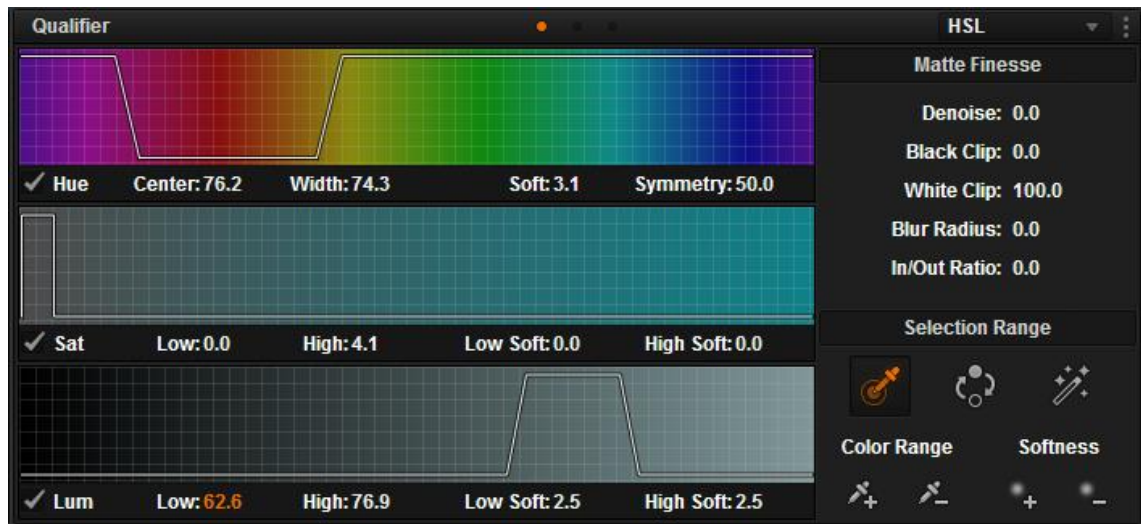 Qualifier HSL
Matte Finesse
Denoise: 0.0
Black Clip: 0.0
White Clip: 100.0
Blur Radius: 0.0
In/Out Ratio: 0.0
Hue Center: 76.2 Width: 74.3 Soft: 3.1 Symmetry: 50.0
Sat Low: 0.0 High: 4.1 Low Soft: 0.0 High Soft: 0.0
Lum Low: 62.6 High: 76.9 Low Soft: 2.5 High Soft: 2.5
Selection Range
Color Range Softness